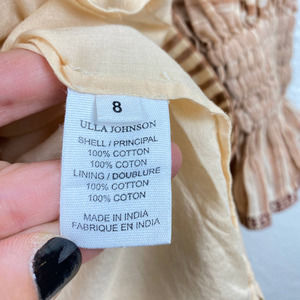 8
ULLA JOHNSON
SHELL / PRINCIPAL
100% COTTON
100% COTON
LINING / DOUBLURE
100% COTTON
100% COTON
MADE IN INDIA
FABRIQUE EN INDIA